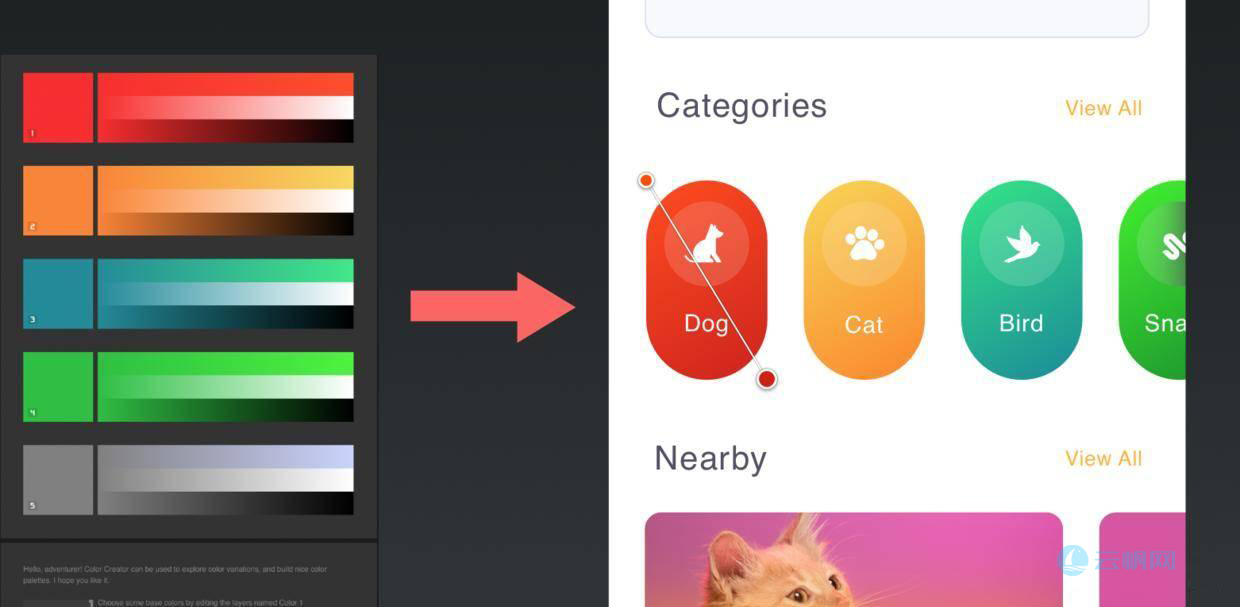 1
2
3
4
5
Hello, adventurer! Color Creator can be used to explore color variations, and build nice color
palettes. I hope you like it.
1 Choose some base colors by editing the layers named Color 1
Categories
View All
Dog
Cat
Bird
Sna
Nearby
View All
云帆网